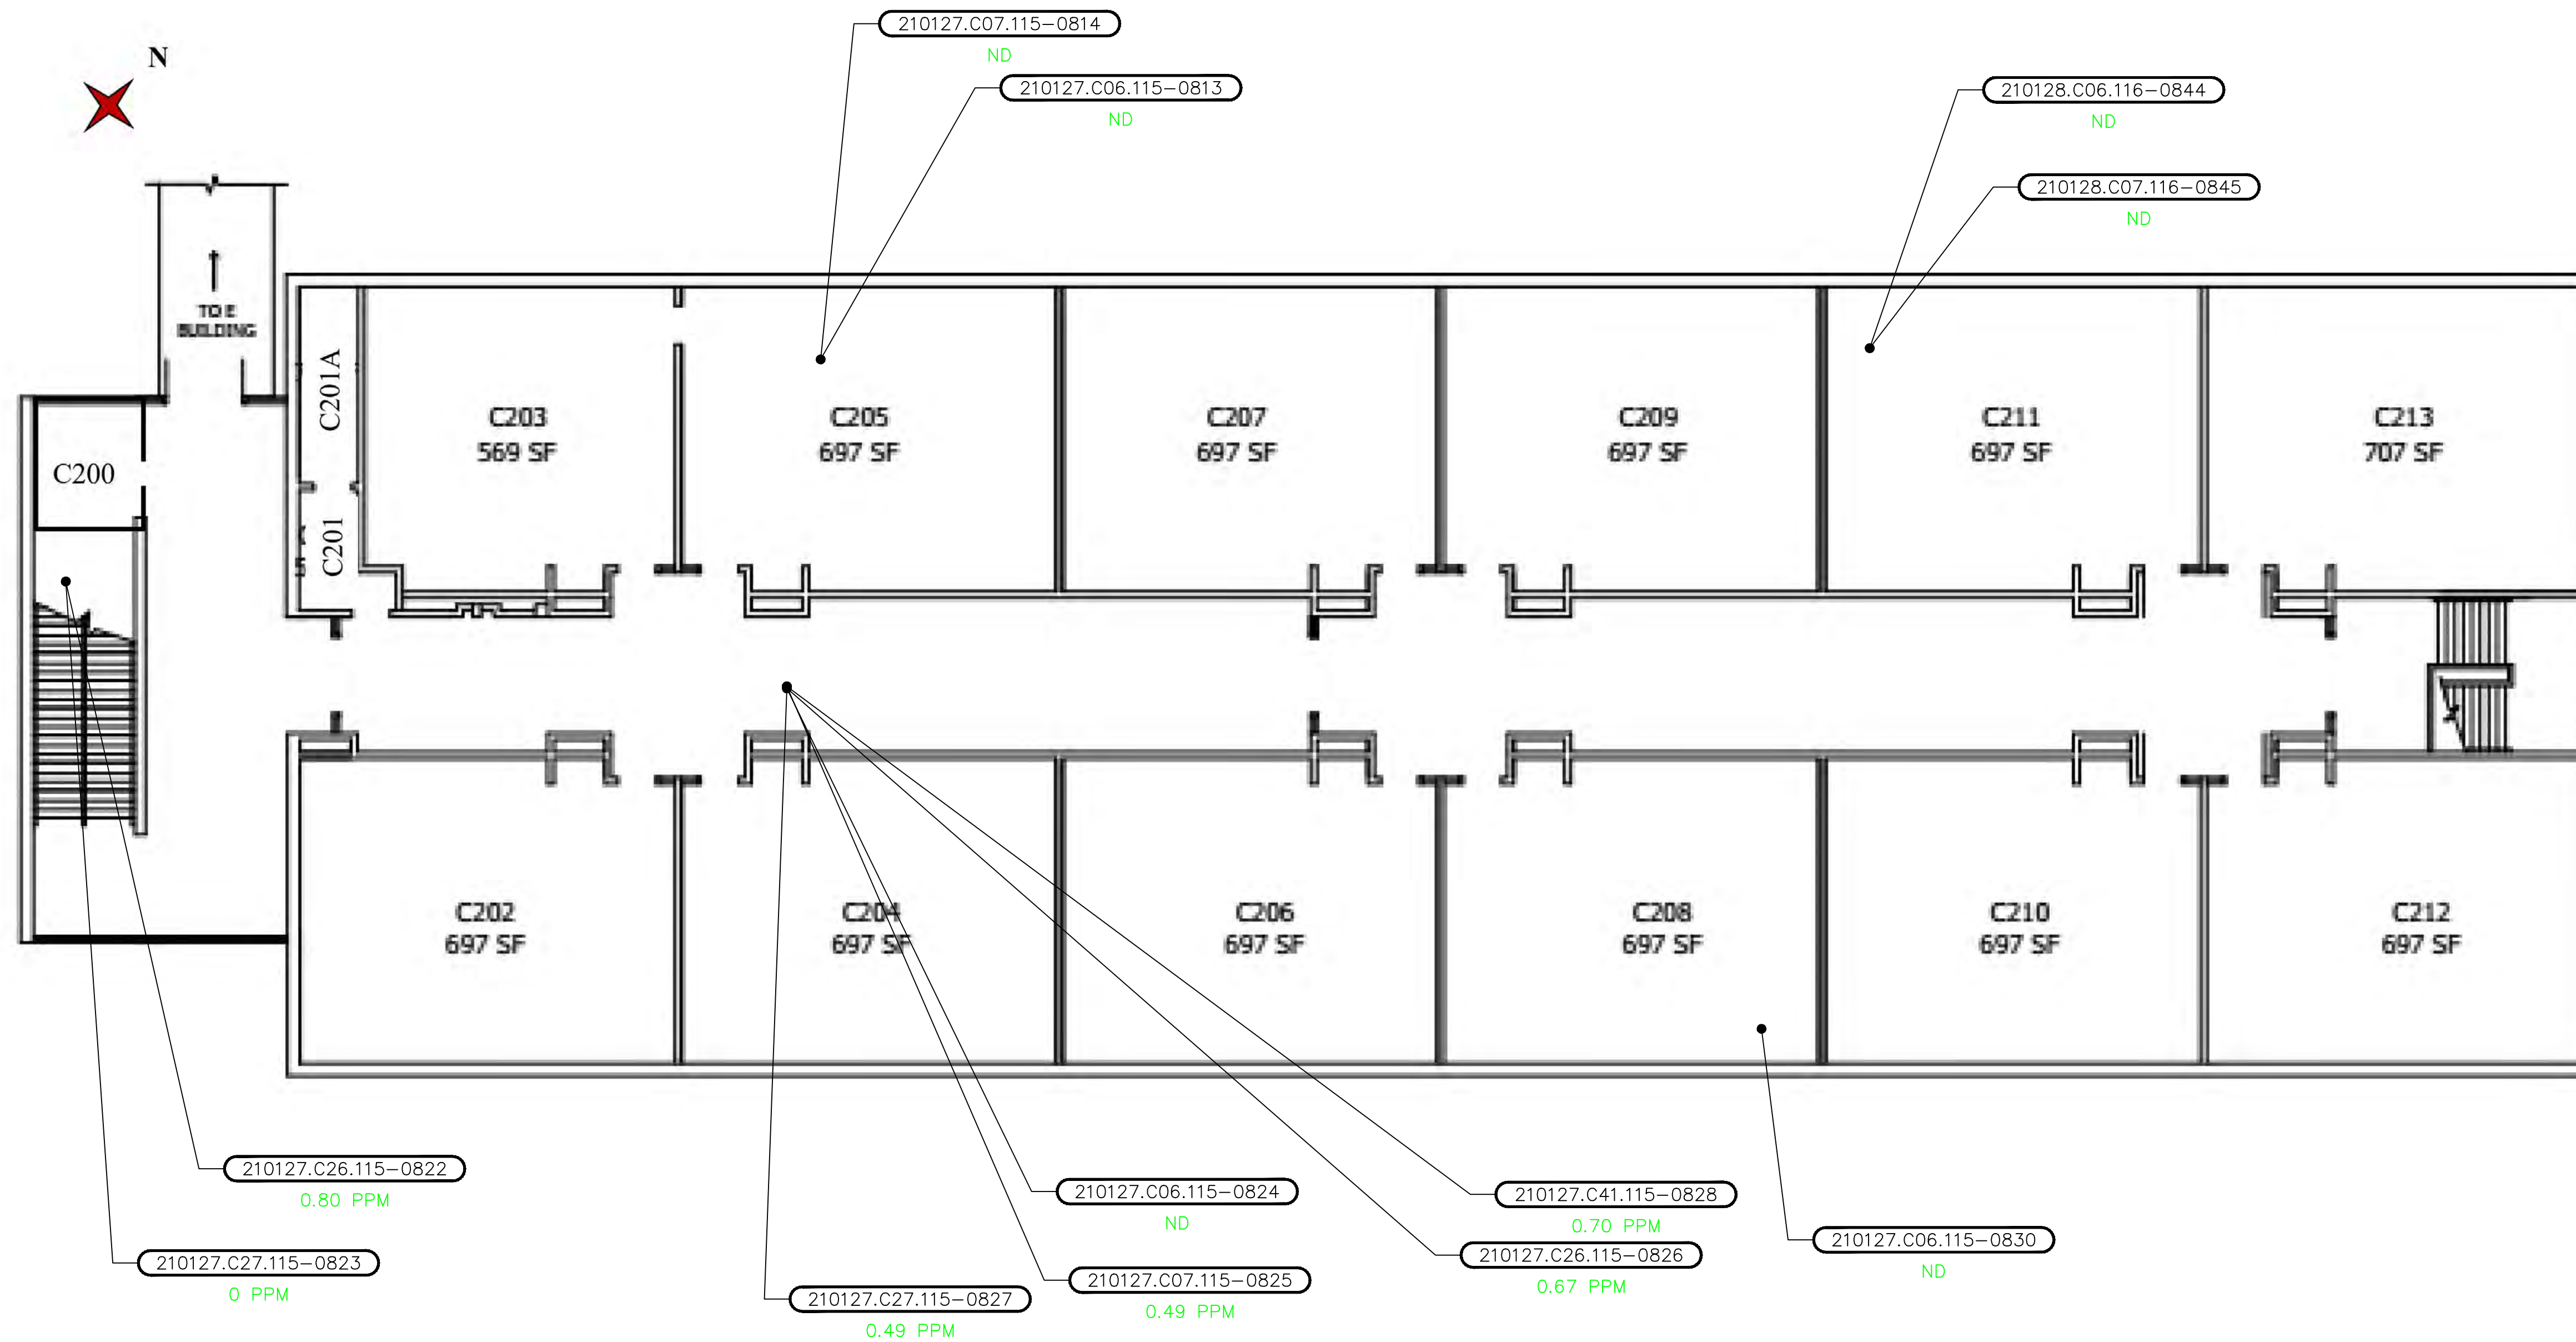 210127.C07.115-0814
ND
N
210127.C06.115-0813
ND
210128.C06.116-0844
ND
210128.C07.116-0845
ND
TO E
BUILDING
C201A
C200
C201
C203
569 SF
C205
697 SF
C207
697 SF
C209
697 SF
C211
697 SF
C213
707 SF
C202
697 SF
C204
697 SF
C206
697 SF
C208
697 SF
C210
697 SF
C212
697 SF
210127.C26.115-0822
0.80 PPM
210127.C27.115-0823
0 PPM
210127.C06.115-0824
ND
210127.C41.115-0828
0.70 PPM
210127.C26.115-0826
0.67 PPM
210127.C06.115-0830
ND
210127.C07.115-0825
0.49 PPM
210127.C27.115-0827
0.49 PPM